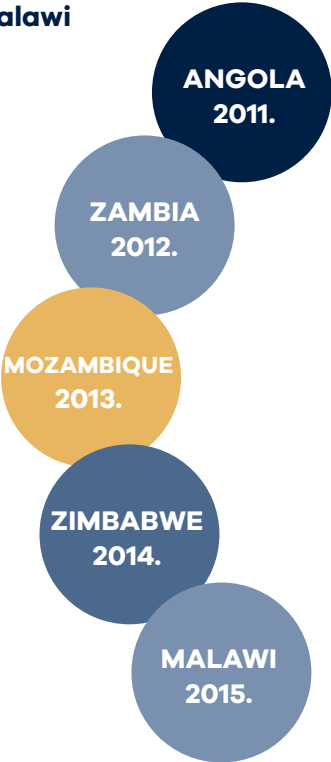 alawi
ANGOLA
2011.
ZAMBIA
2012.
MOZAMBIQUE
2013.
ZIMBABWE
2014.
MALAWI
2015.